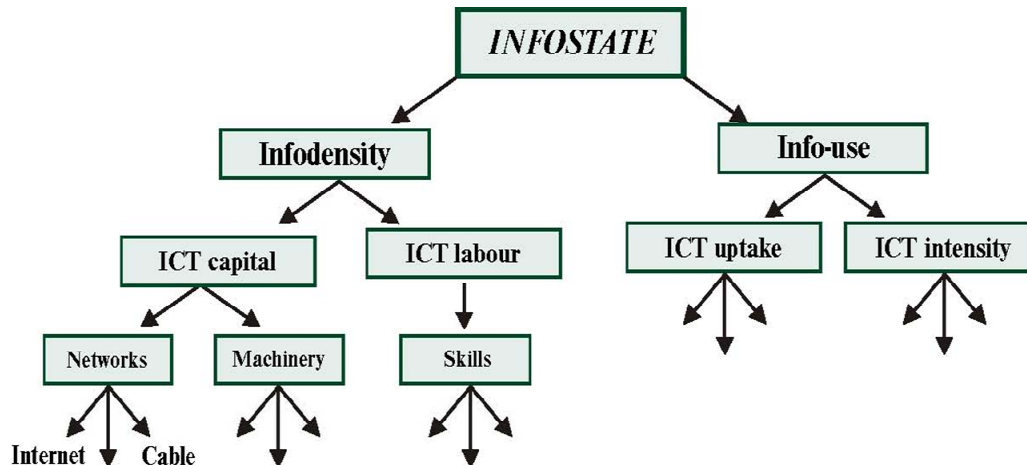 INFOSTATE
Infodensity
Info-use
ICT capital
ICT labour
ICT uptake
ICT intensity
Networks
Machinery
Skills
Internet
Cable